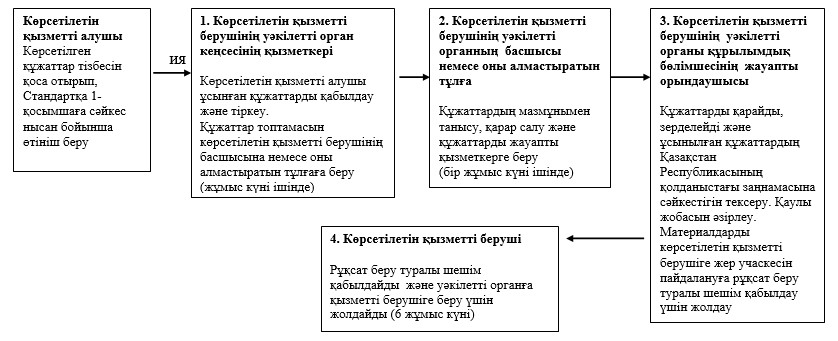 Көрсетілетін
қызметті алушы
Көрсетілген
құжаттар тізбесін
қоса отырып,
Стандартқа 1-
қосымшаға сәйкес
нысан бойынша
өтініш беру
ИЯ
1. Көрсетілетін қызметті
берушінің уәкілетті орган
кеңсесінің қызметкері
Көрсетілетін қызметті алушы
ұсынған құжаттарды қабылдау
және тіркеу.
Құжаттар топтамасын
көрсетілетін қызметті берушінің
басшысына немесе оны
алмастыратын тұлғаға беру
(жұмыс күні ішінде)
2. Көрсетілетін қызметті
берушінің уәкілетті
органның басшысы
немесе оны алмастыратын
тұлға
Құжаттардың мазмұнымен
танысу, қарар салу және
құжаттарды жауапты
қызметкерге беру
(бір жұмыс күні ішінде)
3. Көрсетілетін қызметті
берушінің уәкілетті
органы құрылымдық
бөлімшесінің жауапты
орындаушысы
Құжаттарды қарайды,
зерделейді және
ұсынылған құжаттардың
Қазақстан
Республикасының
қолданыстағы заңнамасына
сәйкестігін тексеру. Қаулы
жобасын әзірлеу.
Материалдарды
көрсетілетін қызметті
берушіге жер учаскесін
пайдалануға рұқсат беру
туралы шешім қабылдау
үшін жолдау
4. Көрсетілетін қызметті беруші
Рұқсат беру туралы шешім
қабылдайды және уәкілетті органға
қызметті берушіге беру үшін
жолдайды (6 жұмыс күні)